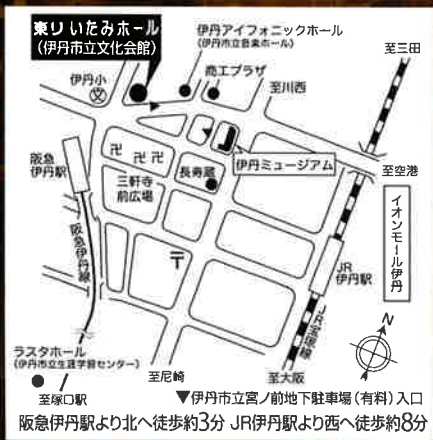 東リ いたみホール
(伊丹市立文化会館)
伊丹アイフォニックホール
(伊丹市立音楽ホール)
至三田
伊丹小
文
商工プラザ
至川西
阪急
伊丹駅
卍
卍 卍
長寿蔵
伊丹ミュージアム
三軒寺
前広場
至空港
イオンモール伊丹
阪急伊丹線
〒
JR
伊丹駅
JR宝塚線
N
ラスタホール
(伊丹市立生涯学習センター)
至塚口駅
至尼崎
至大阪
▼伊丹市立宮ノ前地下駐車場(有料)入口
阪急伊丹駅より北へ徒歩約3分 JR伊丹駅より西へ徒歩約8分